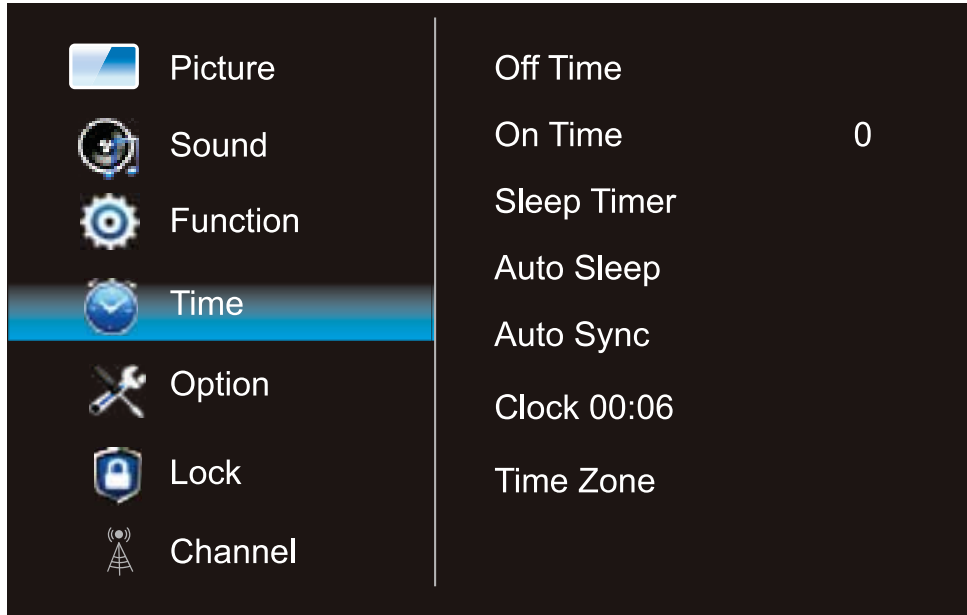 Picture
Sound
Function
Time
Option
Lock
Channel
Off Time
On Time 0
Sleep Timer
Auto Sleep
Auto Sync
Clock 00:06
Time Zone